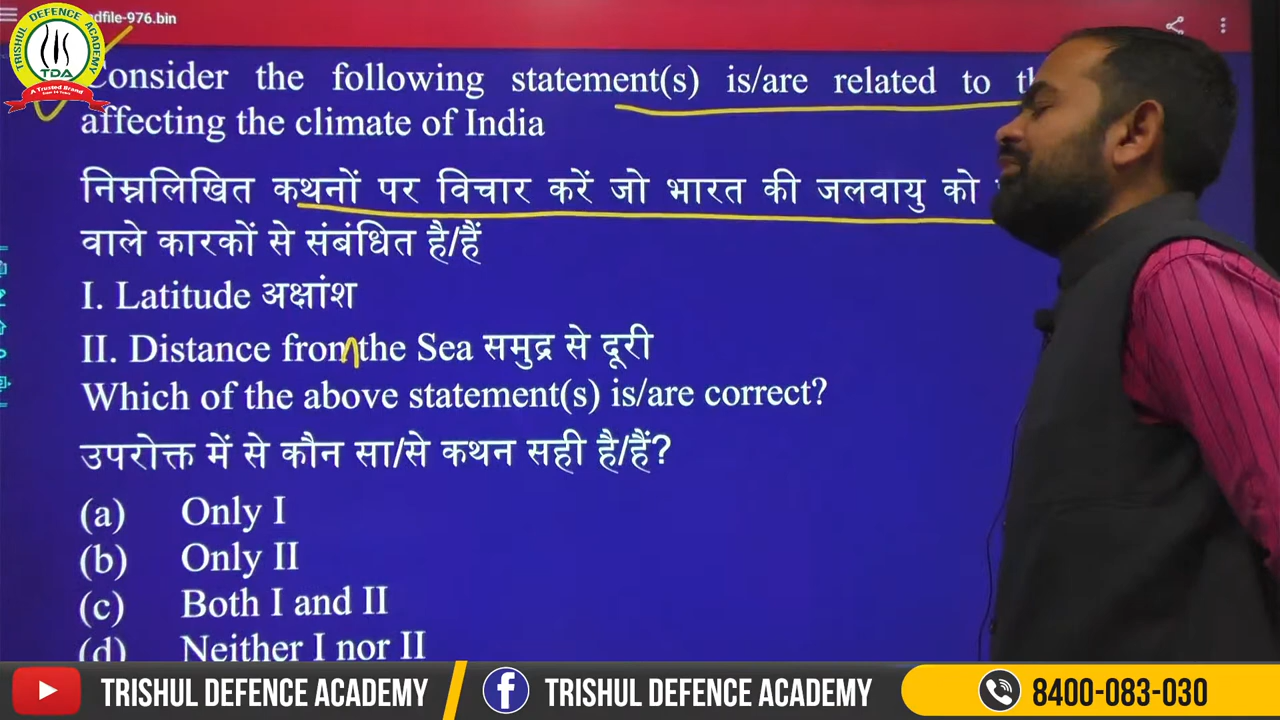 dfile-976.bin
TRISHUL DEFENCE ACADEMY
TDA
A Trusted Brand
onsider the following statement(s) is/are related to
affecting the climate of India
निम्नलिखित कथनों पर विचार करें जो भारत की जलवायु को
वाले कारकों से संबंधित है/हैं
I. Latitude अक्षांश
II. Distance from the Sea समुद्र से दूरी
Which of the above statement(s) is/are correct?
उपरोक्त में से कौन सा/से कथन सही है/हैं?
(a) Only I
(b) Only II
(c) Both I and II
(d) Neither I nor II
TRISHUL DEFENCE ACADEMY
TRISHUL DEFENCE ACADEMY
8400-083-030